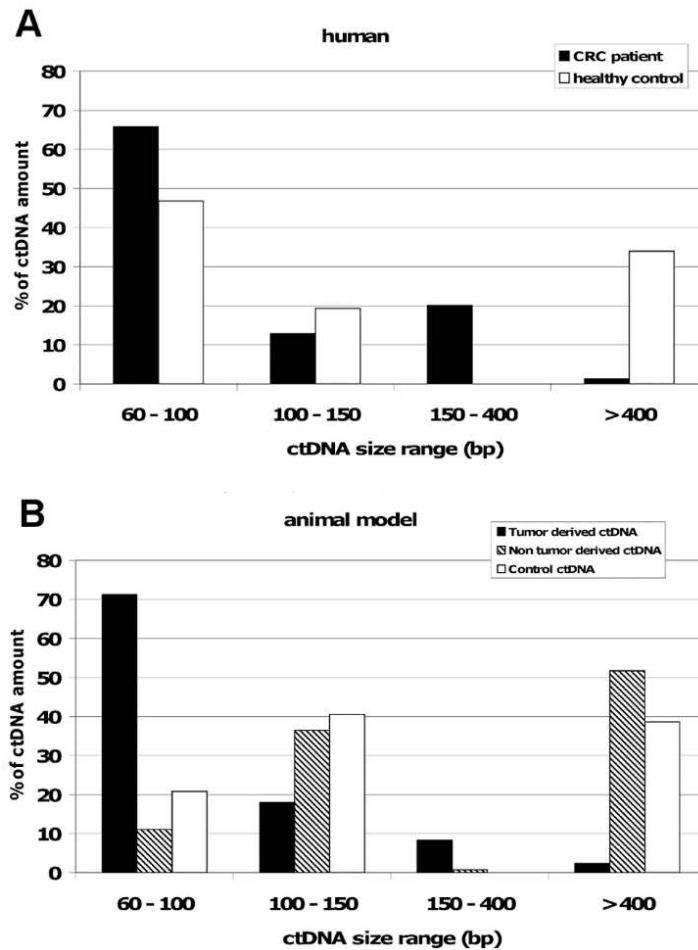 A
human
CRC patient
healthy control
80
70
60
50
40
30
20
10
0
% of ctDNA amount
60 - 100
100 - 150
150 - 400
>400
ctDNA size range (bp)
B
animal model
Tumor derived ctDNA
Non tumor derived ctDNA
Control ctDNA
80
70
60
50
40
30
20
10
0
% of ctDNA amount
60 - 100
100 - 150
150 - 400
>400
ctDNA size range (bp)